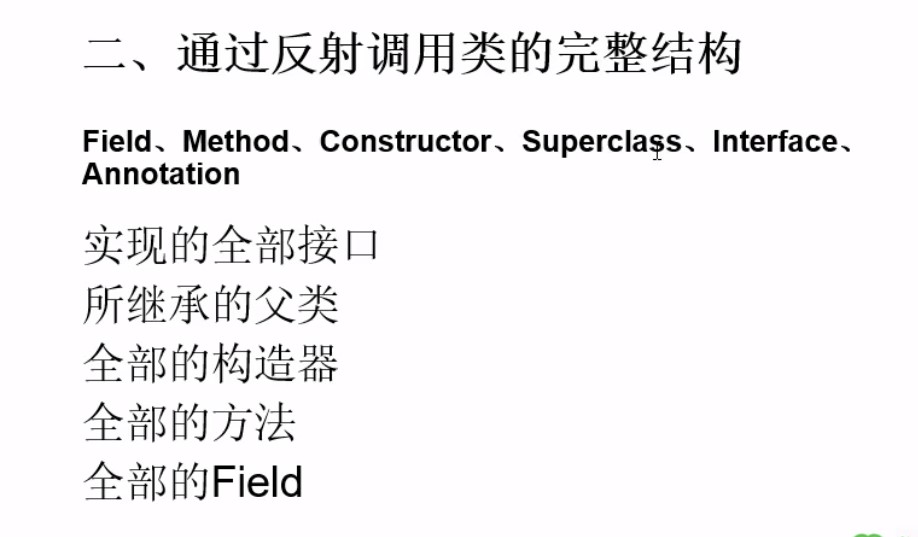 二、通过反射调用类的完整结构
Field、Method、Constructor、Superclass、Interface、
Annotation
实现的全部接口
所继承的父类
全部的构造器
全部的方法
全部的Field